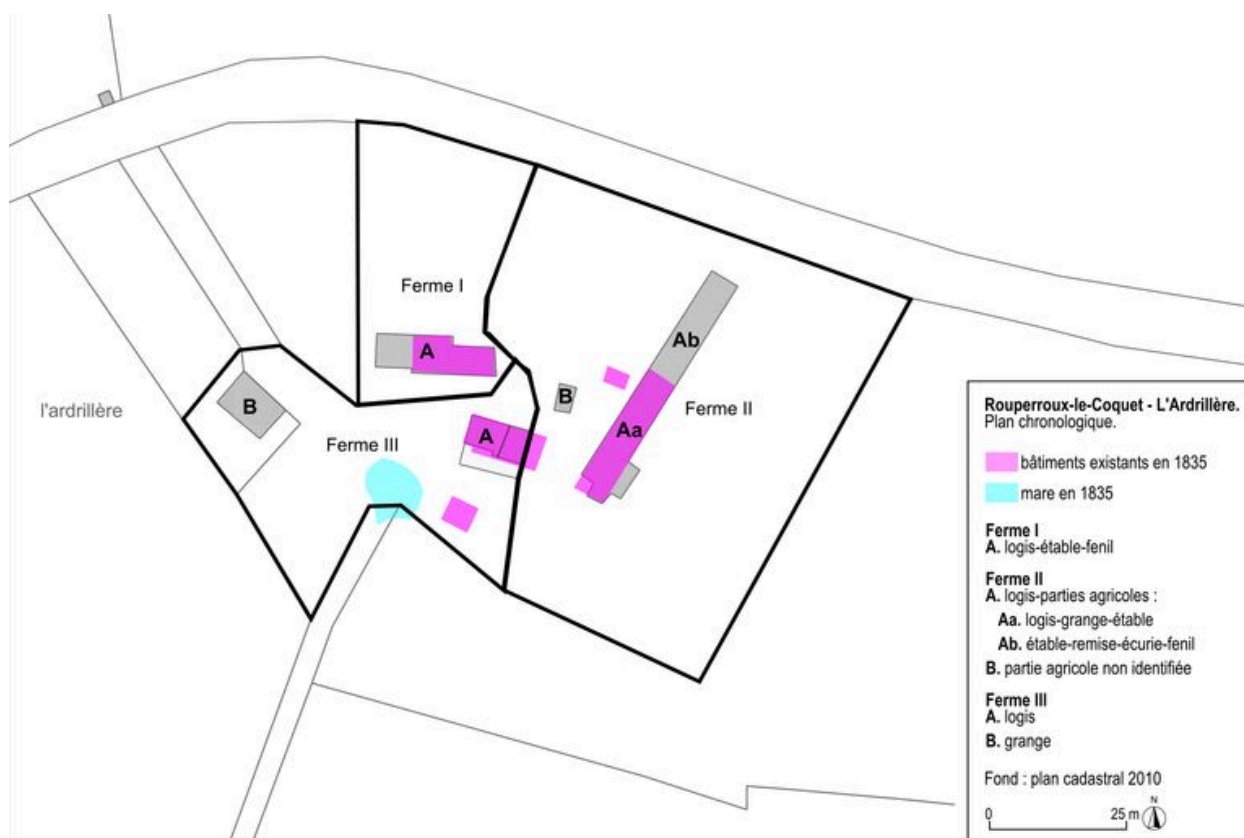 Ferme I
A
Ab
B
Ferme II
Aa
l'ardrillère
B
Ferme III
A
Rouperroux-le-Coquet - L'Ardrillère.
Plan chronologique.
bâtiments existants en 1835
mare en 1835
Ferme I
A. logis-étable-fenil
Ferme II
A. logis-parties agricoles :
Aa. logis-grange-étable
Ab. étable-remise-écurie-fenil
B. partie agricole non identifiée
Ferme III
A. logis
B. grange
Fond : plan cadastral 2010
0 25 m N